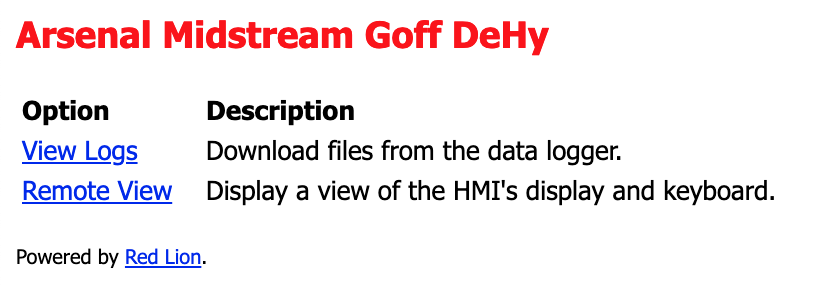 Arsenal Midstream Goff DeHy
Option Description
View Logs Download files from the data logger.
Remote View Display a view of the HMI's display and keyboard.
Powered by Red Lion.